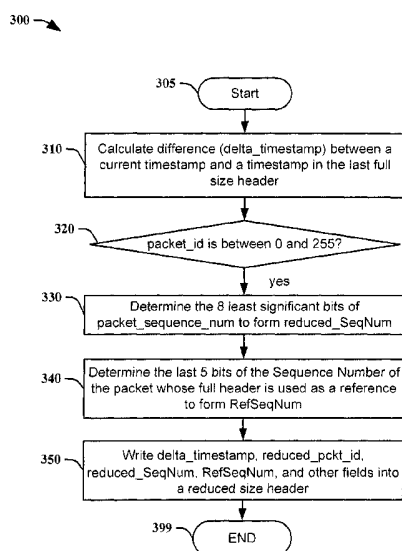 300
305
Start
310
Calculate difference (delta_timestamp) between a
current timestamp and a timestamp in the last full
size header
320
packet_id is between 0 and 255?
yes
330
Determine the 8 least significant bits of
packet_sequence_num to form reduced_SeqNum
340
Determine the last 5 bits of the Sequence Number of
the packet whose full header is used as a reference
to form RefSeqNum
350
Write delta_timestamp, reduced_pckt_id,
reduced_SeqNum, RefSeqNum, and other fields into
a reduced size header
399
END